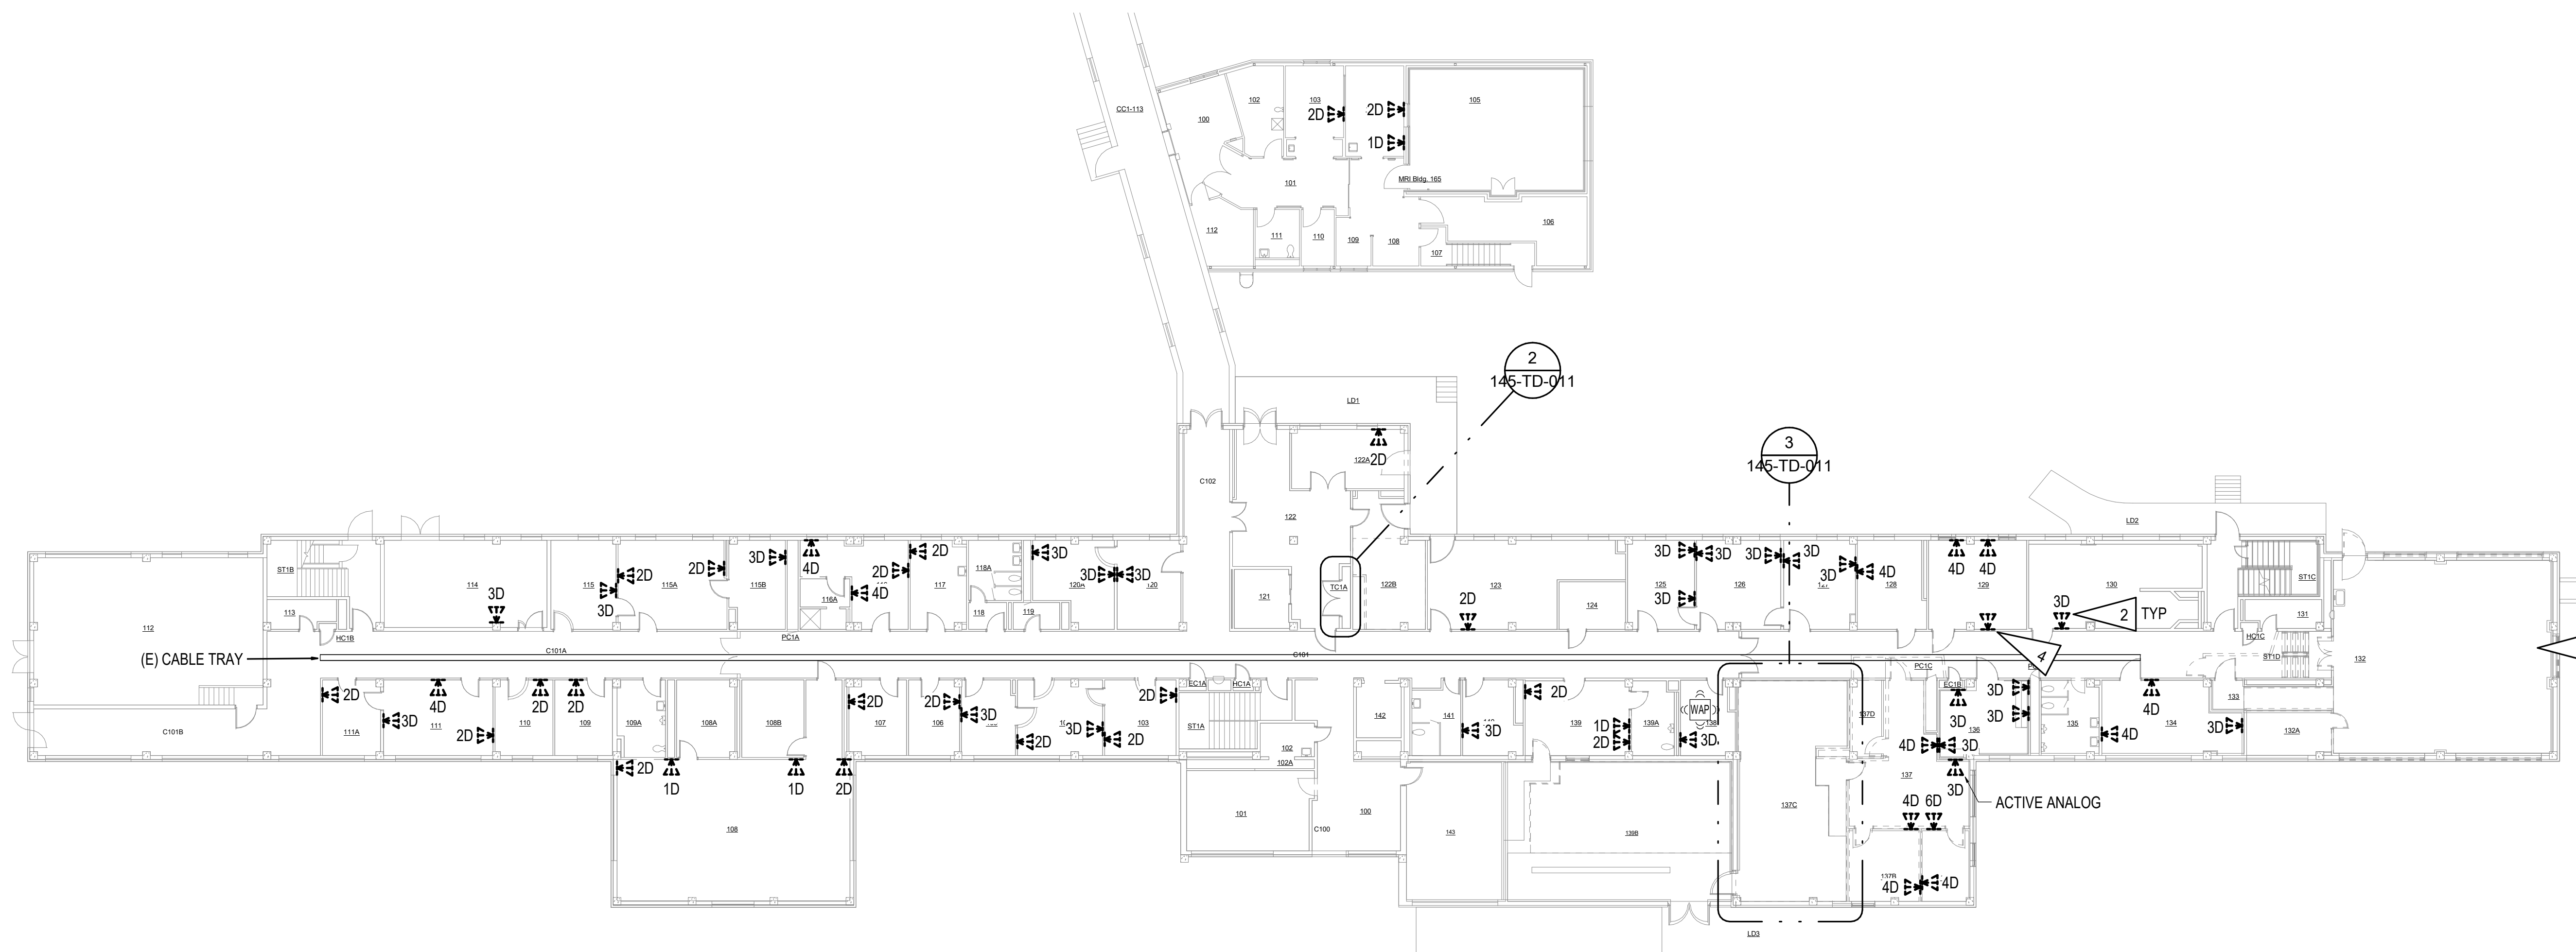 CC1-113
100
102
103
2D
2D
1D
105
101
MRI Bldg. 165
112
111
110
109
108
107
106
2
145-TD-011
3
145-TD-011
LD1
C102
122A
2D
122
LD2
ST1B
113
112
HC1B
114
3D
115
2D
3D
115A
2D
115B
3D
4D
116A
4D
2D
2D
117
118A
118
119
3D
120A
3D
3D
120
121
TC1A
122B
2D
123
124
125
3D
3D
3D
126
3D
3D
3D
4D
128
4D
4D
129
130
3D
2 TYP
4
131
ST1C
HC1C
ST1D
132
PC1A
C101A
C101
(E) CABLE TRAY
C101B
2D
111A
3D
4D
111
2D
110
2D
2D
109
109A
108A
108B
2D
107
106
2D
3D
2D
3D
2D
103
2D
EC1A
HC1A
ST1A
102
102A
142
141
3D
2D
139
1D
2D
139A
3D
WAP
138
PC1C
EC1B
137D
3D
136
3D
3D
4D
3D
135
4D
4D
134
3D
133
132A
2D
1D
1D
2D
108
101
C100
100
143
139B
137C
137
3D
ACTIVE ANALOG
4D
6D
137B
4D
4D
LD3